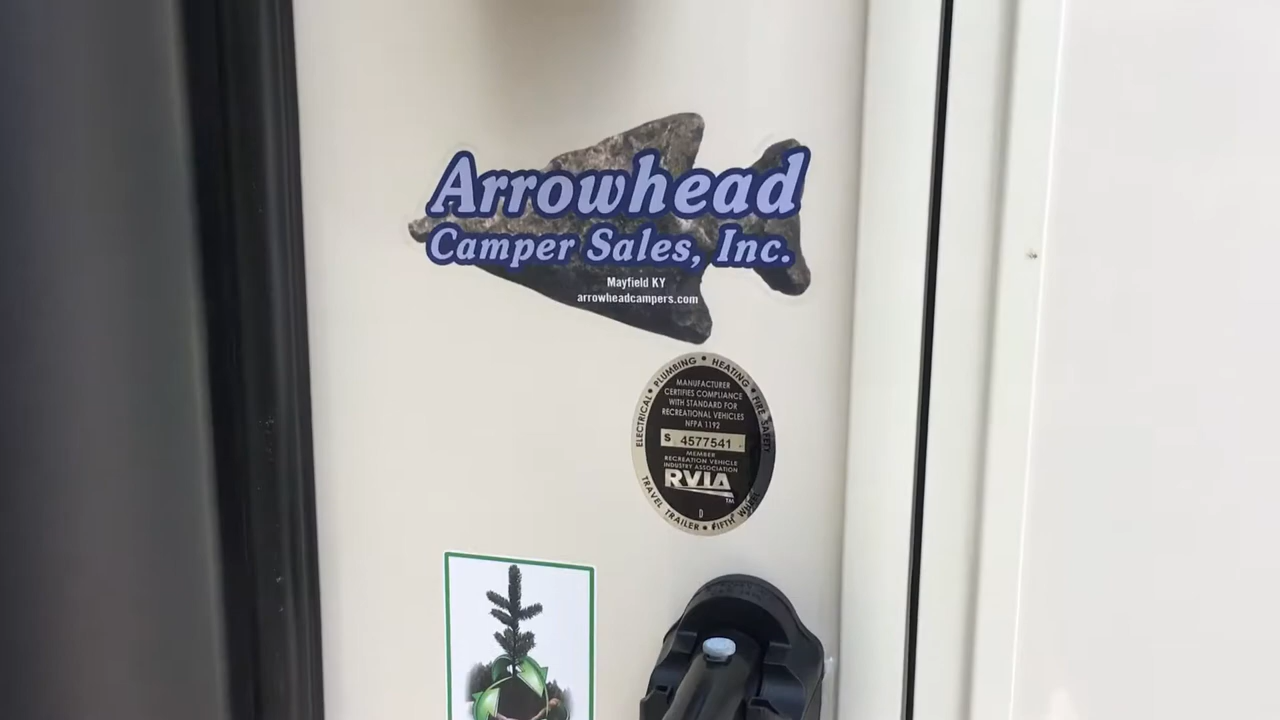 Arrowhead
Camper Sales, Inc.
Mayfield KY
arrowheadcampers.com
ELECTRICAL • PLUMBING • HEATING • FIRE SAFETY
MANUFACTURER
CERTIFIES COMPLIANCE
WITH STANDARD FOR
RECREATIONAL VEHICLES
NFPA 1192
S 4577541
MEMBER
RECREATION VEHICLE
INDUSTRY ASSOCIATION
RVIA
TM
D
TRAVEL TRAILER • FIFTH WHEEL